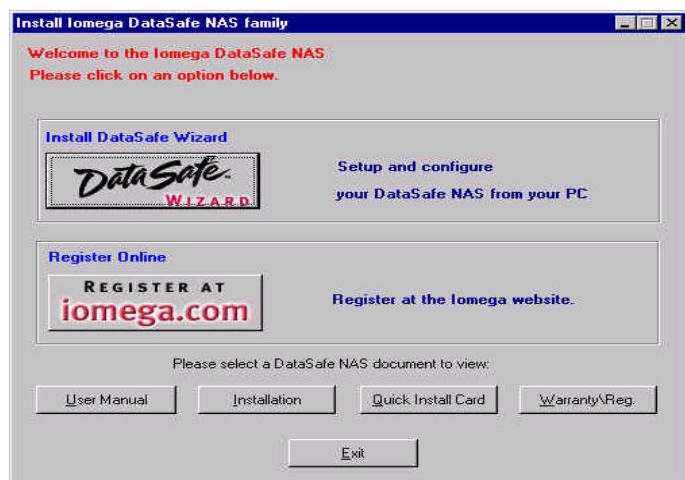 Install Iomega DataSafe NAS family
Welcome to the Iomega DataSafe NAS
Please click on an option below.
Install DataSafe Wizard
DataSafe
WIZARD
Setup and configure
your DataSafe NAS from your PC
Register Online
REGISTER AT
iomega.com
Register at the Iomega website.
Please select a DataSafe NAS document to view:
User Manual
Installation
Quick Install Card
Warranty\Reg.
Exit